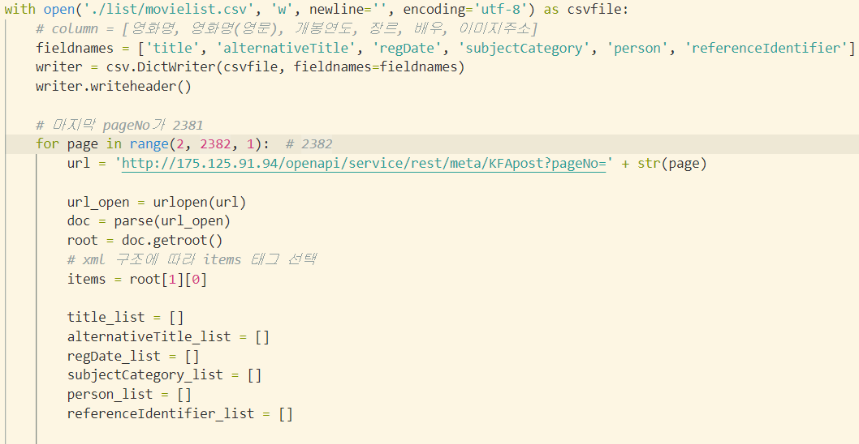 with open('./list/movielist.csv', 'w', newline='', encoding='utf-8') as csvfile:
# column = [영화명, 영화명(영문), 개봉연도, 장르, 배우, 이미지주소]
fieldnames = ['title', 'alternativeTitle', 'regDate', 'subjectCategory', 'person', 'referenceIdentifier']
writer = csv.DictWriter(csvfile, fieldnames=fieldnames)
writer.writeheader()
# 마지막 pageNo가 2381
for page in range(2, 2382, 1):  # 2382
url = 'http://175.125.91.94/openapi/service/rest/meta/KFApost?pageNo=' + str(page)
url_open = urlopen(url)
doc = parse(url_open)
root = doc.getroot()
# xml 구조에 따라 items 태그 선택
items = root[1][0]
title_list = []
alternativeTitle_list = []
regDate_list = []
subjectCategory_list = []
person_list = []
referenceIdentifier_list = []